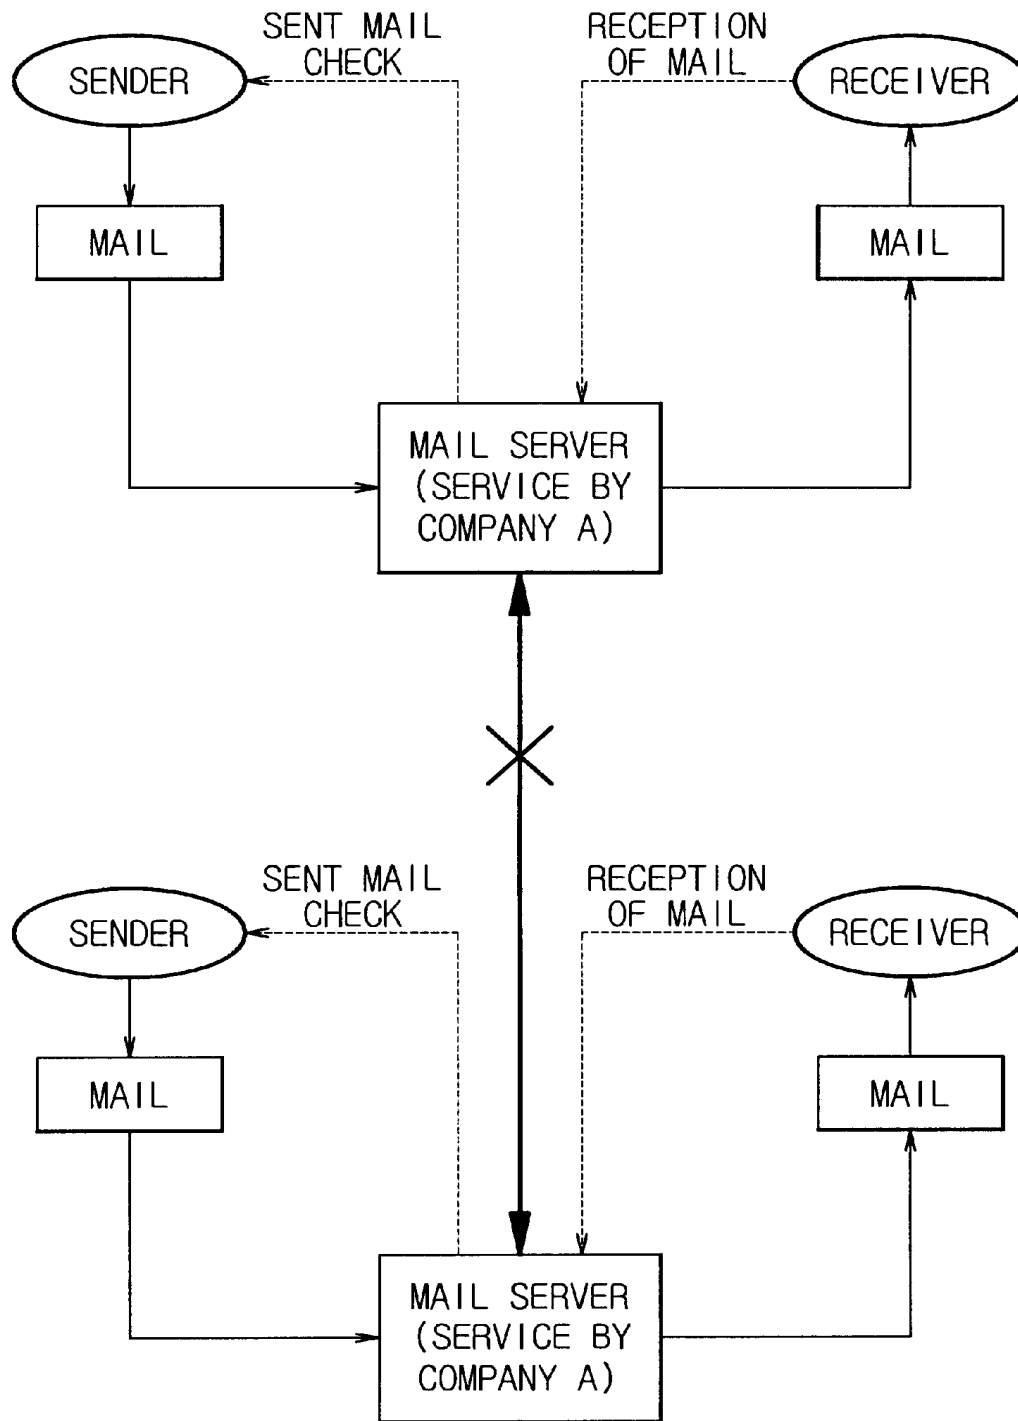 SENT MAIL
CHECK
RECEPTION
OF MAIL
SENDER
RECEIVER
MAIL
MAIL
MAIL SERVER
(SERVICE BY
COMPANY A)
SENT MAIL
CHECK
RECEPTION
OF MAIL
SENDER
RECEIVER
MAIL
MAIL
MAIL SERVER
(SERVICE BY
COMPANY A)